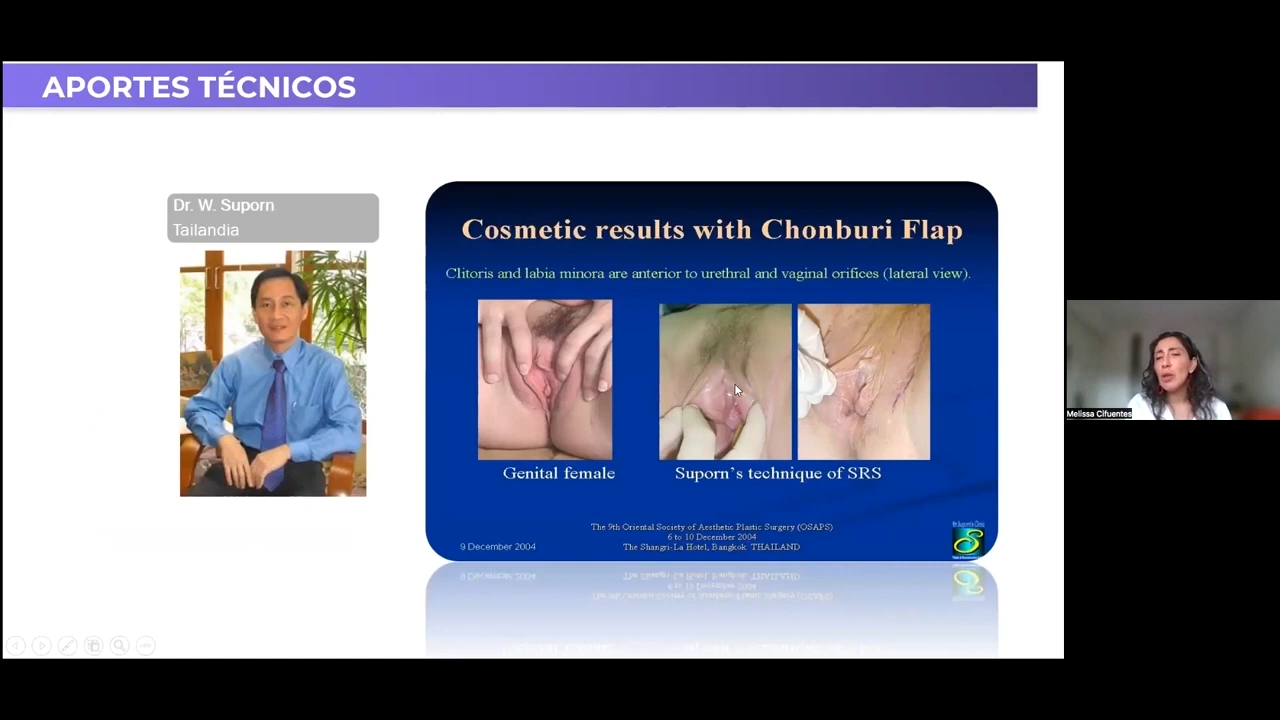 APORTES TÉCNICOS
Dr. W. Suporn
Tailandia
Cosmetic results with Chonburi Flap
Clitoris and labia minora are anterior to urethral and vaginal orifices (lateral view).
Genital female
Suporn's technique of SRS
The 9th Oriental Society of Aesthetic Plastic Surgery (OSAPS)
6 to 10 December 2004
The Shangri-La Hotel, Bangkok THAILAND
9 December 2004
Melissa Cifuentes